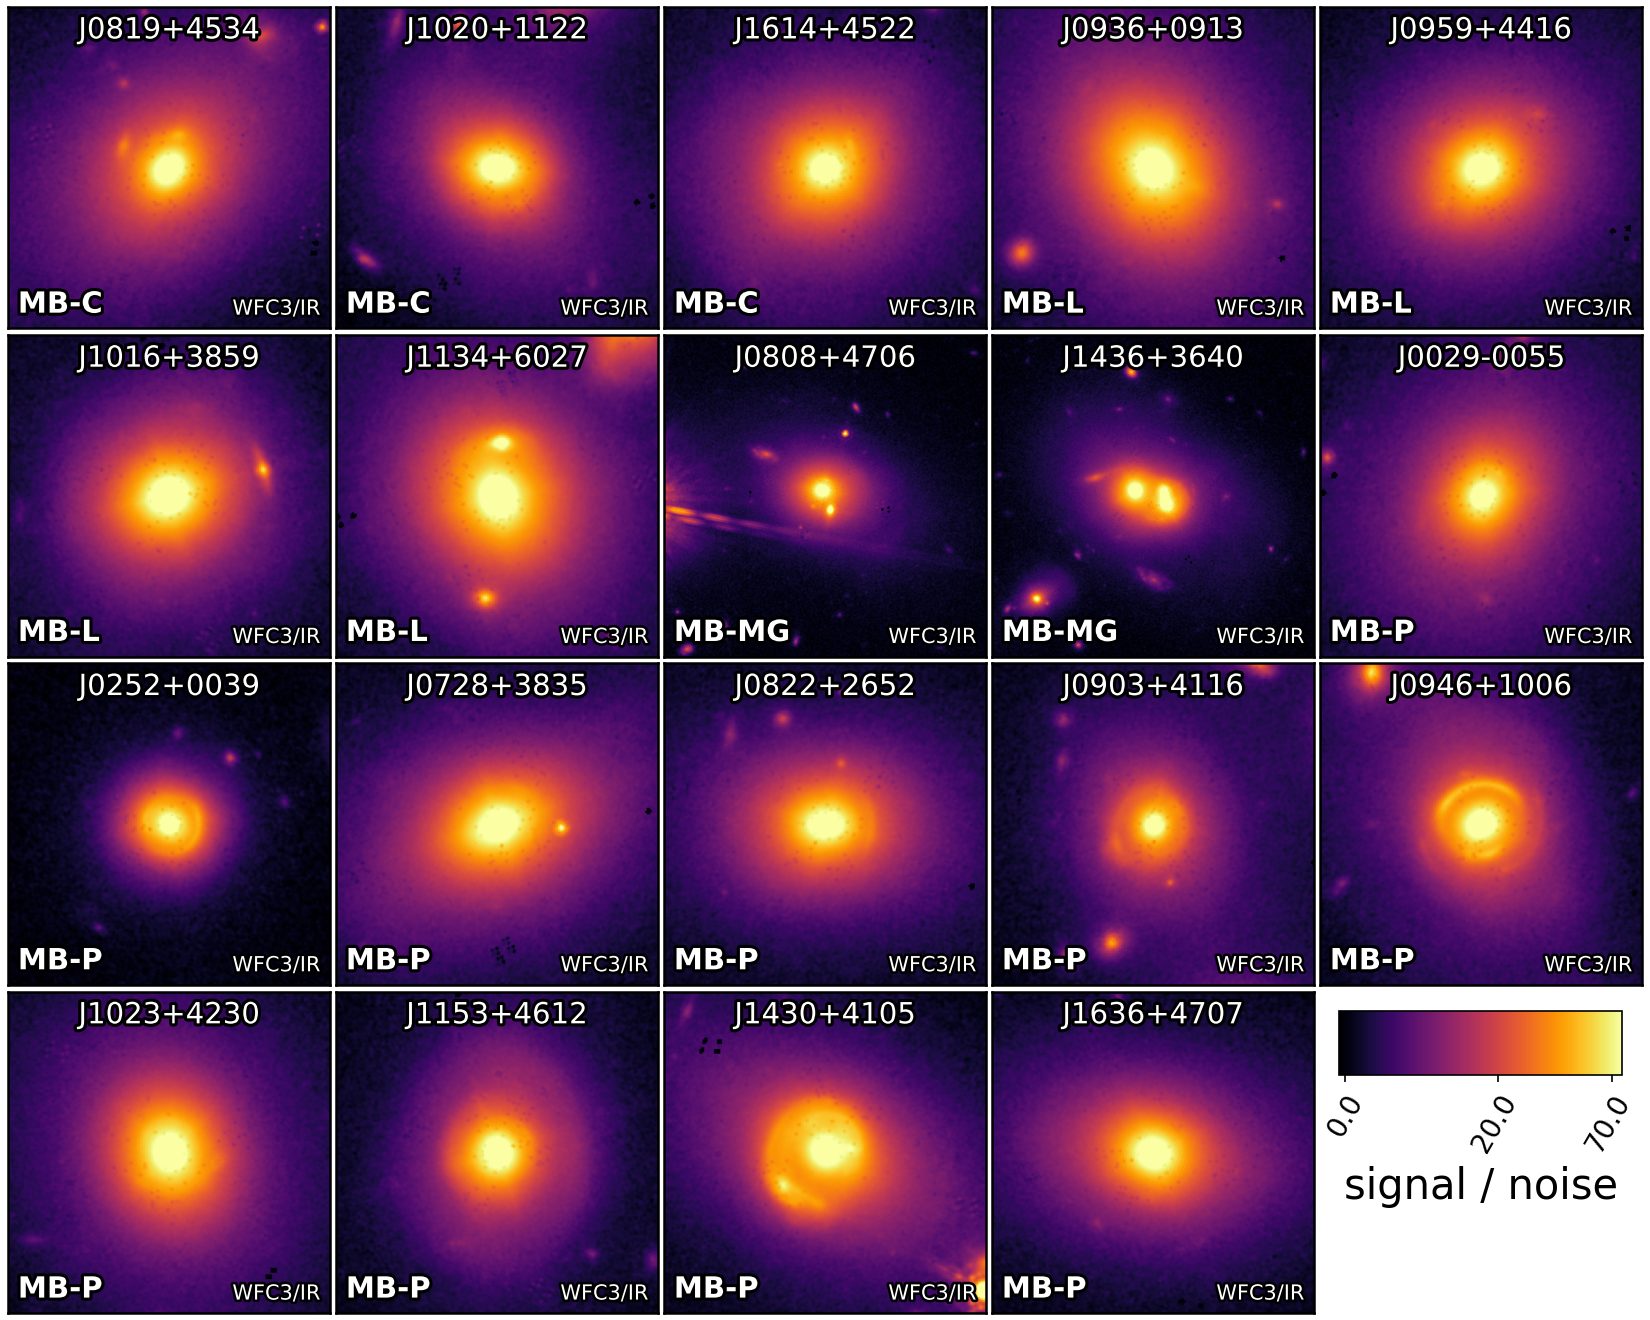 J0819+4534
MB-C
WFC3/IR
J1020+1122
MB-C
WFC3/IR
J1614+4522
MB-C
WFC3/IR
J0936+0913
MB-L
WFC3/IR
J0959+4416
MB-L
WFC3/IR
J1016+3859
MB-L
WFC3/IR
J1134+6027
MB-L
WFC3/IR
J0808+4706
MB-MG
WFC3/IR
J1436+3640
MB-MG
WFC3/IR
J0029-0055
MB-P
WFC3/IR
J0252+0039
MB-P
WFC3/IR
J0728+3835
MB-P
WFC3/IR
J0822+2652
MB-P
WFC3/IR
J0903+4116
MB-P
WFC3/IR
J0946+1006
MB-P
WFC3/IR
J1023+4230
MB-P
WFC3/IR
J1153+4612
MB-P
WFC3/IR
J1430+4105
MB-P
WFC3/IR
J1636+4707
MB-P
WFC3/IR
0.0
20.0
70.0
signal / noise